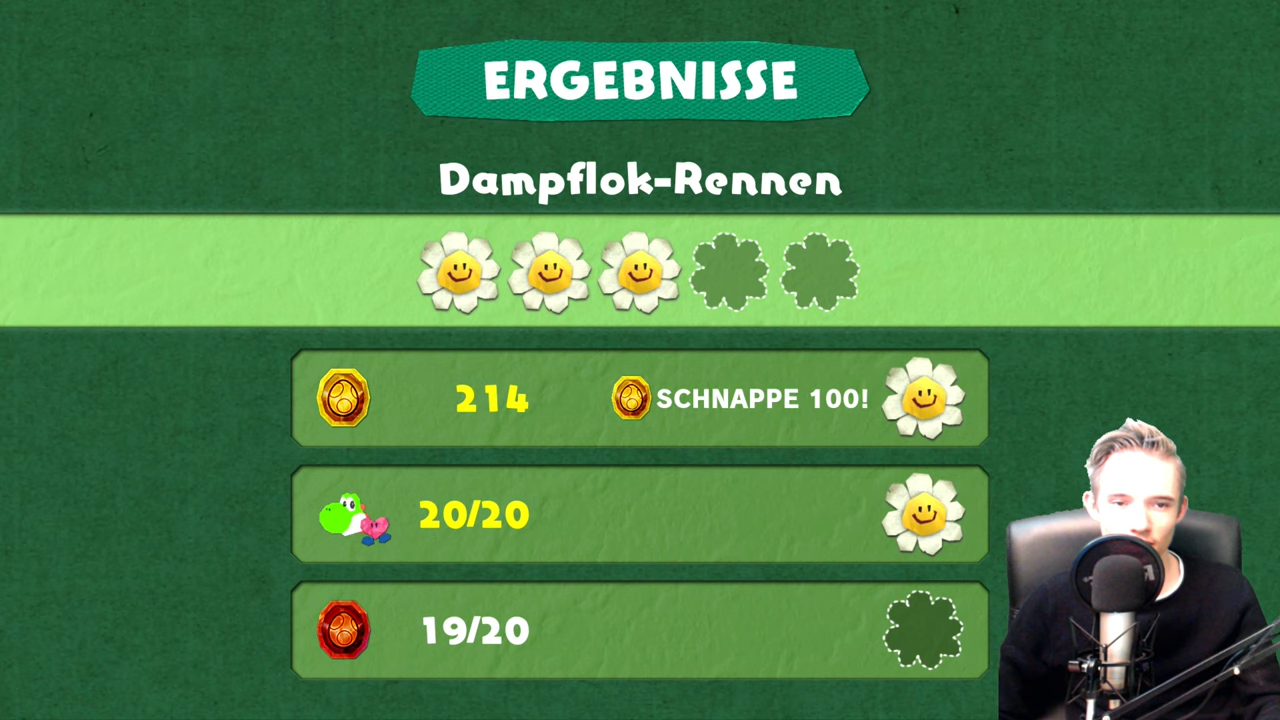 ERGEBNISSE
Dampflok-Rennen
214 SCHNAPPE 100!
20/20
19/20